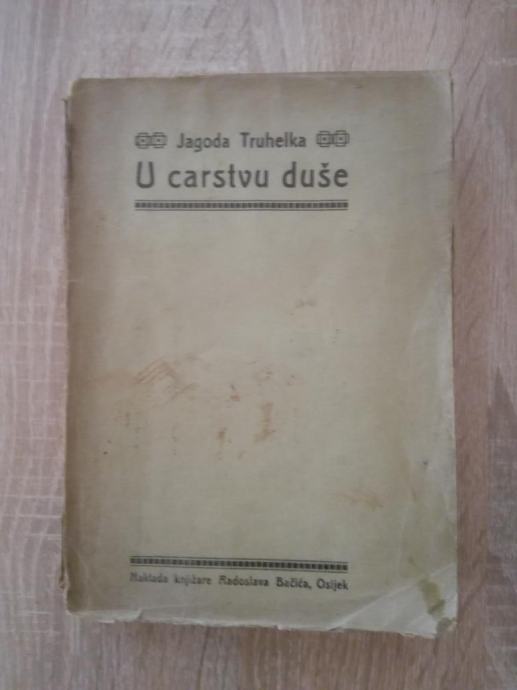 Jagoda Truhelka
U carstvu duše
Naklada knjižare Radoslava Bačića, Osijek